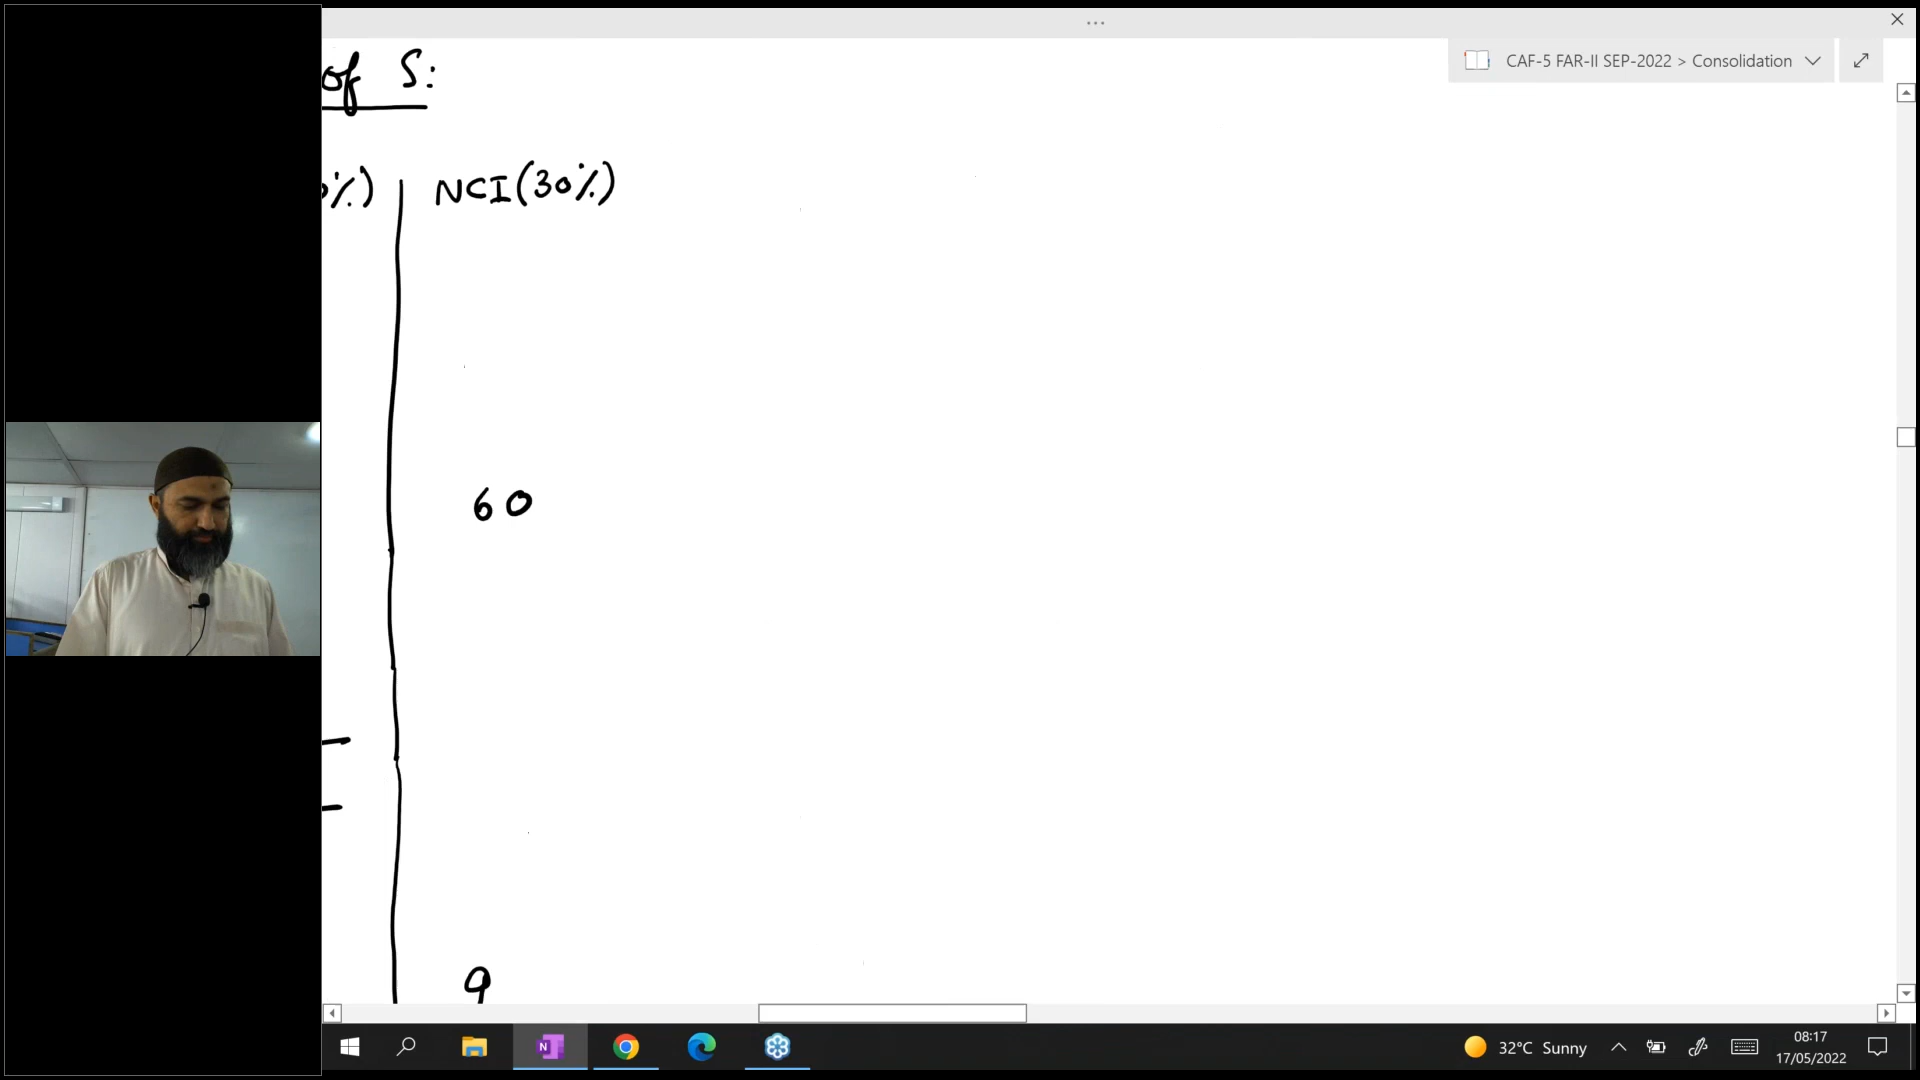 CAF-5 FAR-II SEP-2022 > Consolidation
of S:
%) NCI(30%)
60
9
32°C Sunny
08:17
17/05/2022